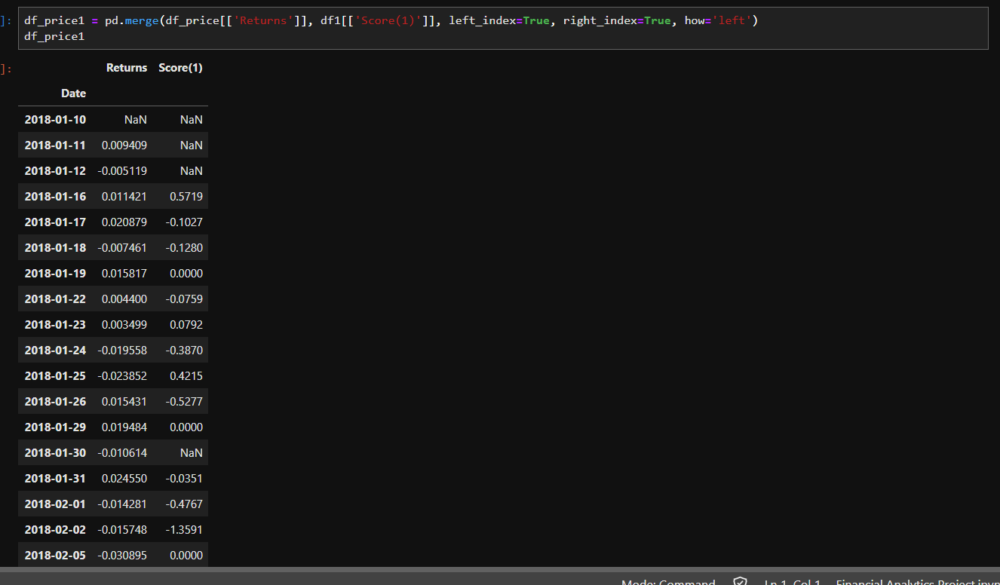 ]: df_price1 = pd.merge(df_price[['Returns']], df1[['Score(1)']], left_index=True, right_index=True, how='left')
df_price1
]: Returns Score(1)
Date
2018-01-10 NaN NaN
2018-01-11 0.009409 NaN
2018-01-12 -0.005119 NaN
2018-01-16 0.011421 0.5719
2018-01-17 0.020879 -0.1027
2018-01-18 -0.007461 -0.1280
2018-01-19 0.015817 0.0000
2018-01-22 0.004400 -0.0759
2018-01-23 0.003499 0.0792
2018-01-24 -0.019558 -0.3870
2018-01-25 -0.023852 0.4215
2018-01-26 0.015431 -0.5277
2018-01-29 0.019484 0.0000
2018-01-30 -0.010614 NaN
2018-01-31 0.024550 -0.0351
2018-02-01 -0.014281 -0.4767
2018-02-02 -0.015748 -1.3591
2018-02-05 -0.030895 0.0000
Mode: Command Ln 1, Col 1 Financial Analytics Project.ipyn